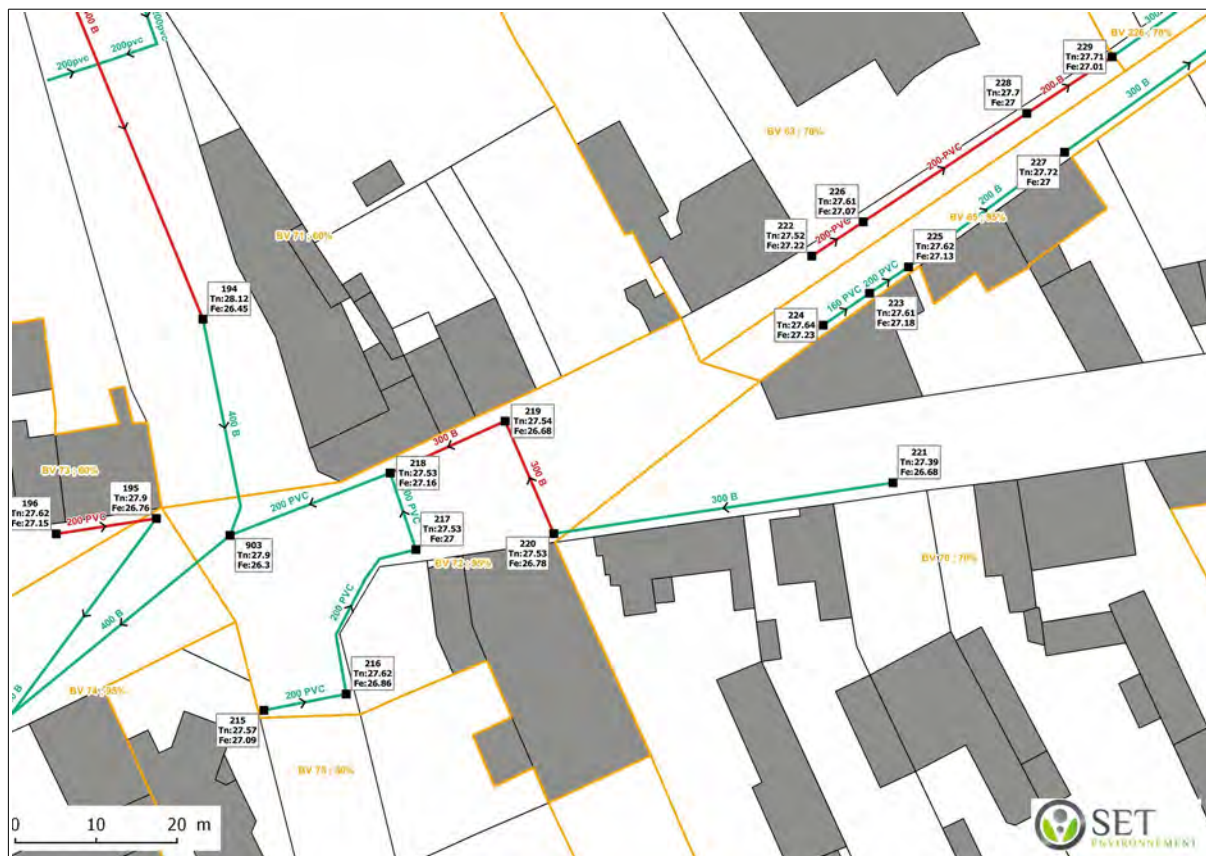 300 B
200pvc
200pvc
200pvc
229
Tn:27.71
Fe:27.01
BV 226 ; 70%
300
300 B
228
Tn:27.7
Fe:27
200 B
BV 63 ; 70%
227
Tn:27.72
Fe:27
200-PVC
226
Tn:27.61
Fe:27.07
200 B
BV 65 ; 95%
222
Tn:27.52
Fe:27.22
200-PVC
225
Tn:27.62
Fe:27.13
BV 71 ; 60%
200 PVC
160 PVC
223
Tn:27.61
Fe:27.18
224
Tn:27.64
Fe:27.23
194
Tn:28.12
Fe:26.45
400 B
219
Tn:27.54
Fe:26.68
300 B
218
Tn:27.53
Fe:27.16
300 B
221
Tn:27.39
Fe:26.68
BV 73 ; 60%
195
Tn:27.9
Fe:26.76
196
Tn:27.62
Fe:27.15
200-PVC
200 PVC
200 PVC
300 B
217
Tn:27.53
Fe:27
220
Tn:27.53
Fe:26.78
903
Tn:27.9
Fe:26.3
BV 72 ; 90%
BV 70 ; 70%
200 PVC
400 B
216
Tn:27.62
Fe:26.86
BV 74 ; 95%
200 PVC
215
Tn:27.57
Fe:27.09
0 10 20 m
SET
ENVIRONNEMENT